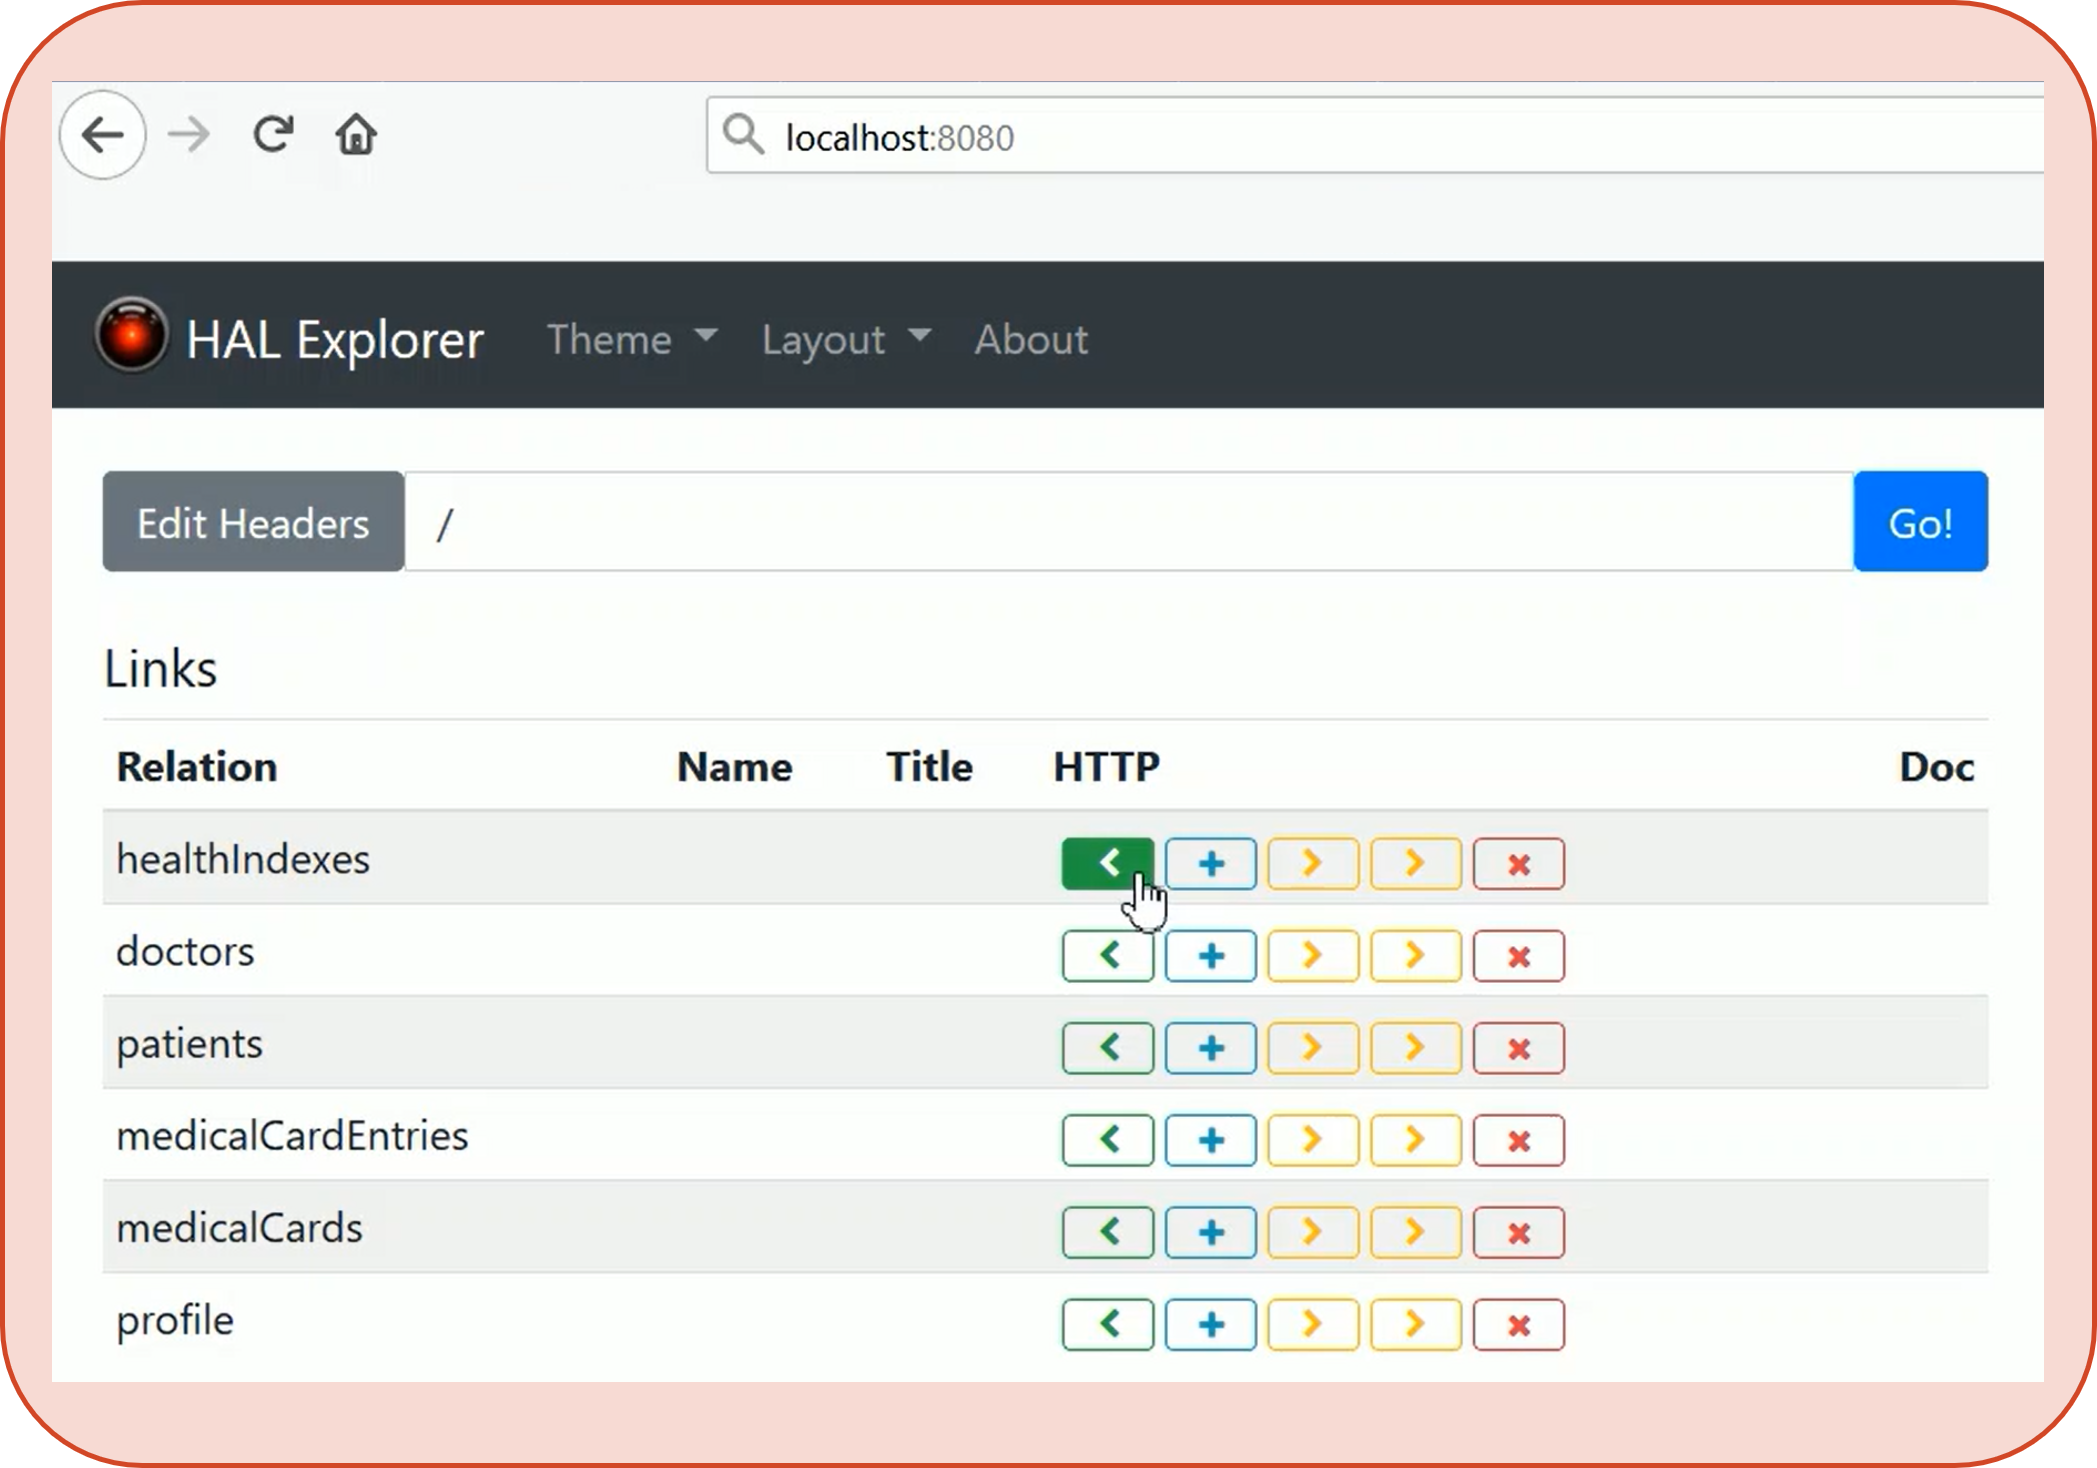 localhost:8080
HAL Explorer Theme Layout About
Edit Headers / Go!
Links
Relation Name Title HTTP Doc
healthIndexes
doctors
patients
medicalCardEntries
medicalCards
profile